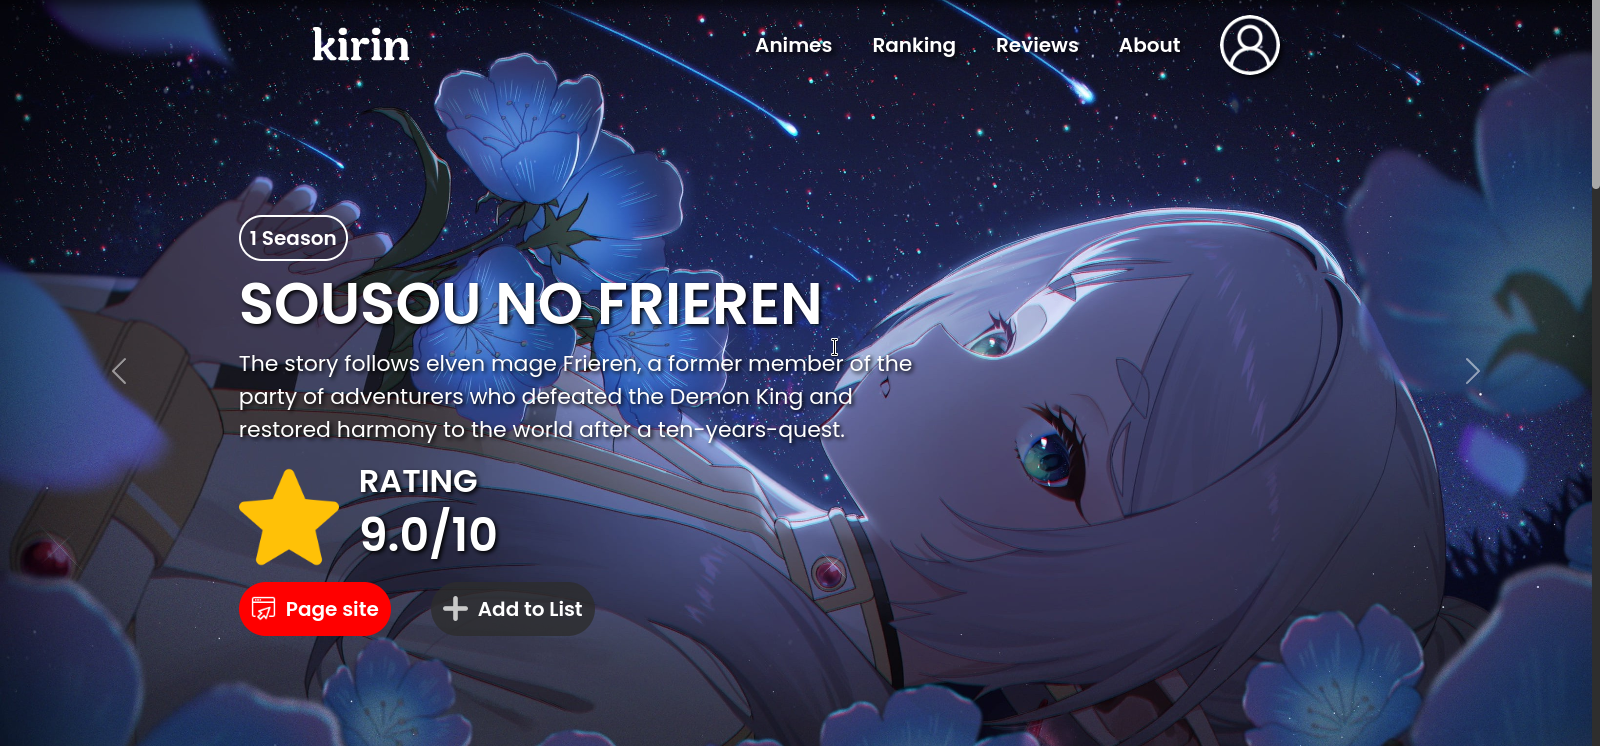 kirin
Animes Ranking Reviews About
1 Season
SOUSOU NO FRIEREN
The story follows elven mage Frieren, a former member of the
party of adventurers who defeated the Demon King and
restored harmony to the world after a ten-years-quest.
RATING
9.0/10
Page site
Add to List